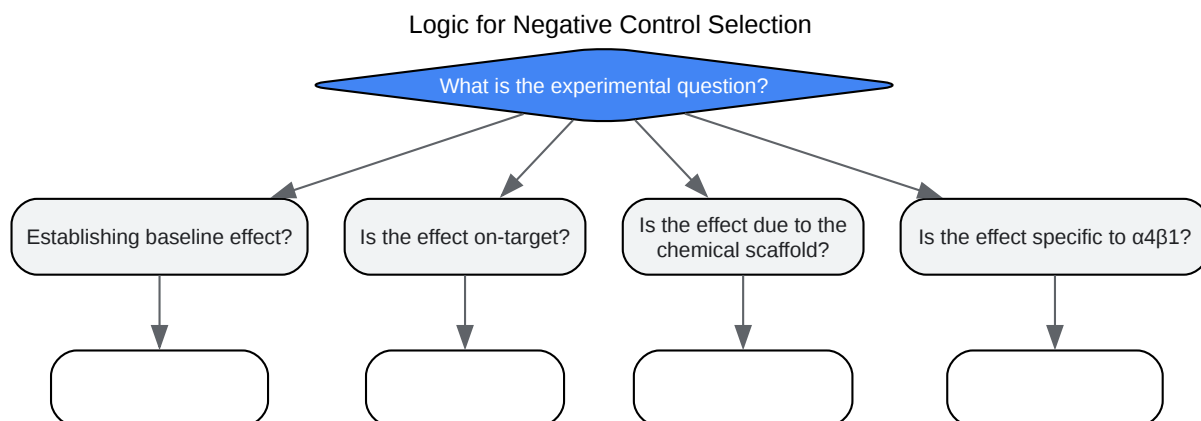 Logic for Negative Control Selection
What is the experimental question?
Establishing baseline effect?
Is the effect on-target?
Is the effect due to the
chemical scaffold?
Is the effect specific to α4β1?